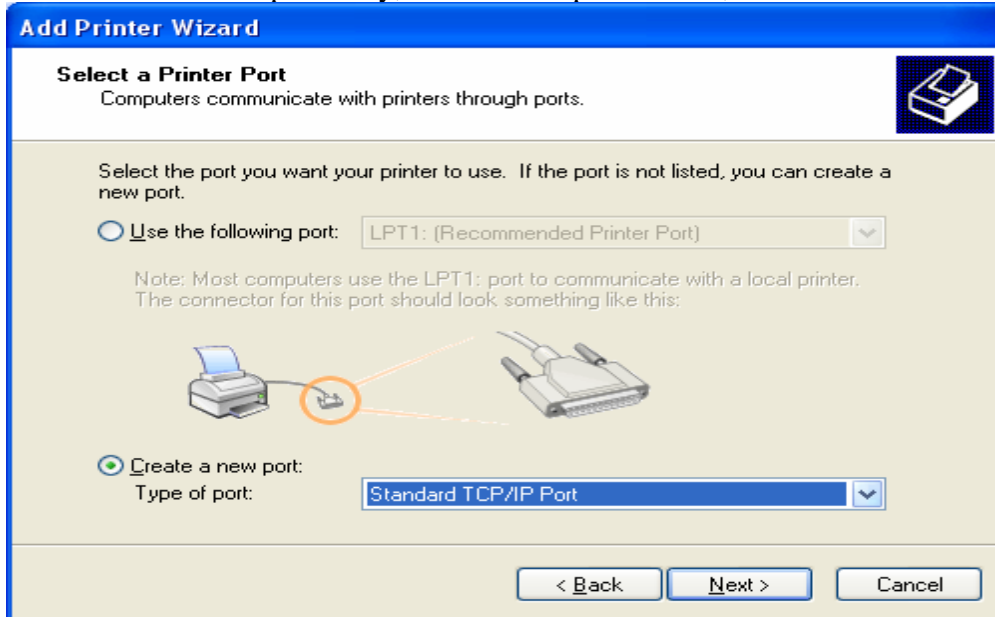 Add Printer Wizard
Select a Printer Port
Computers communicate with printers through ports.
Select the port you want your printer to use. If the port is not listed, you can create a
new port.
Use the following port: LPT1: (Recommended Printer Port)
Note: Most computers use the LPT1: port to communicate with a local printer.
The connector for this port should look something like this:
Create a new port:
Type of port: Standard TCP/IP Port
< Back Next > Cancel